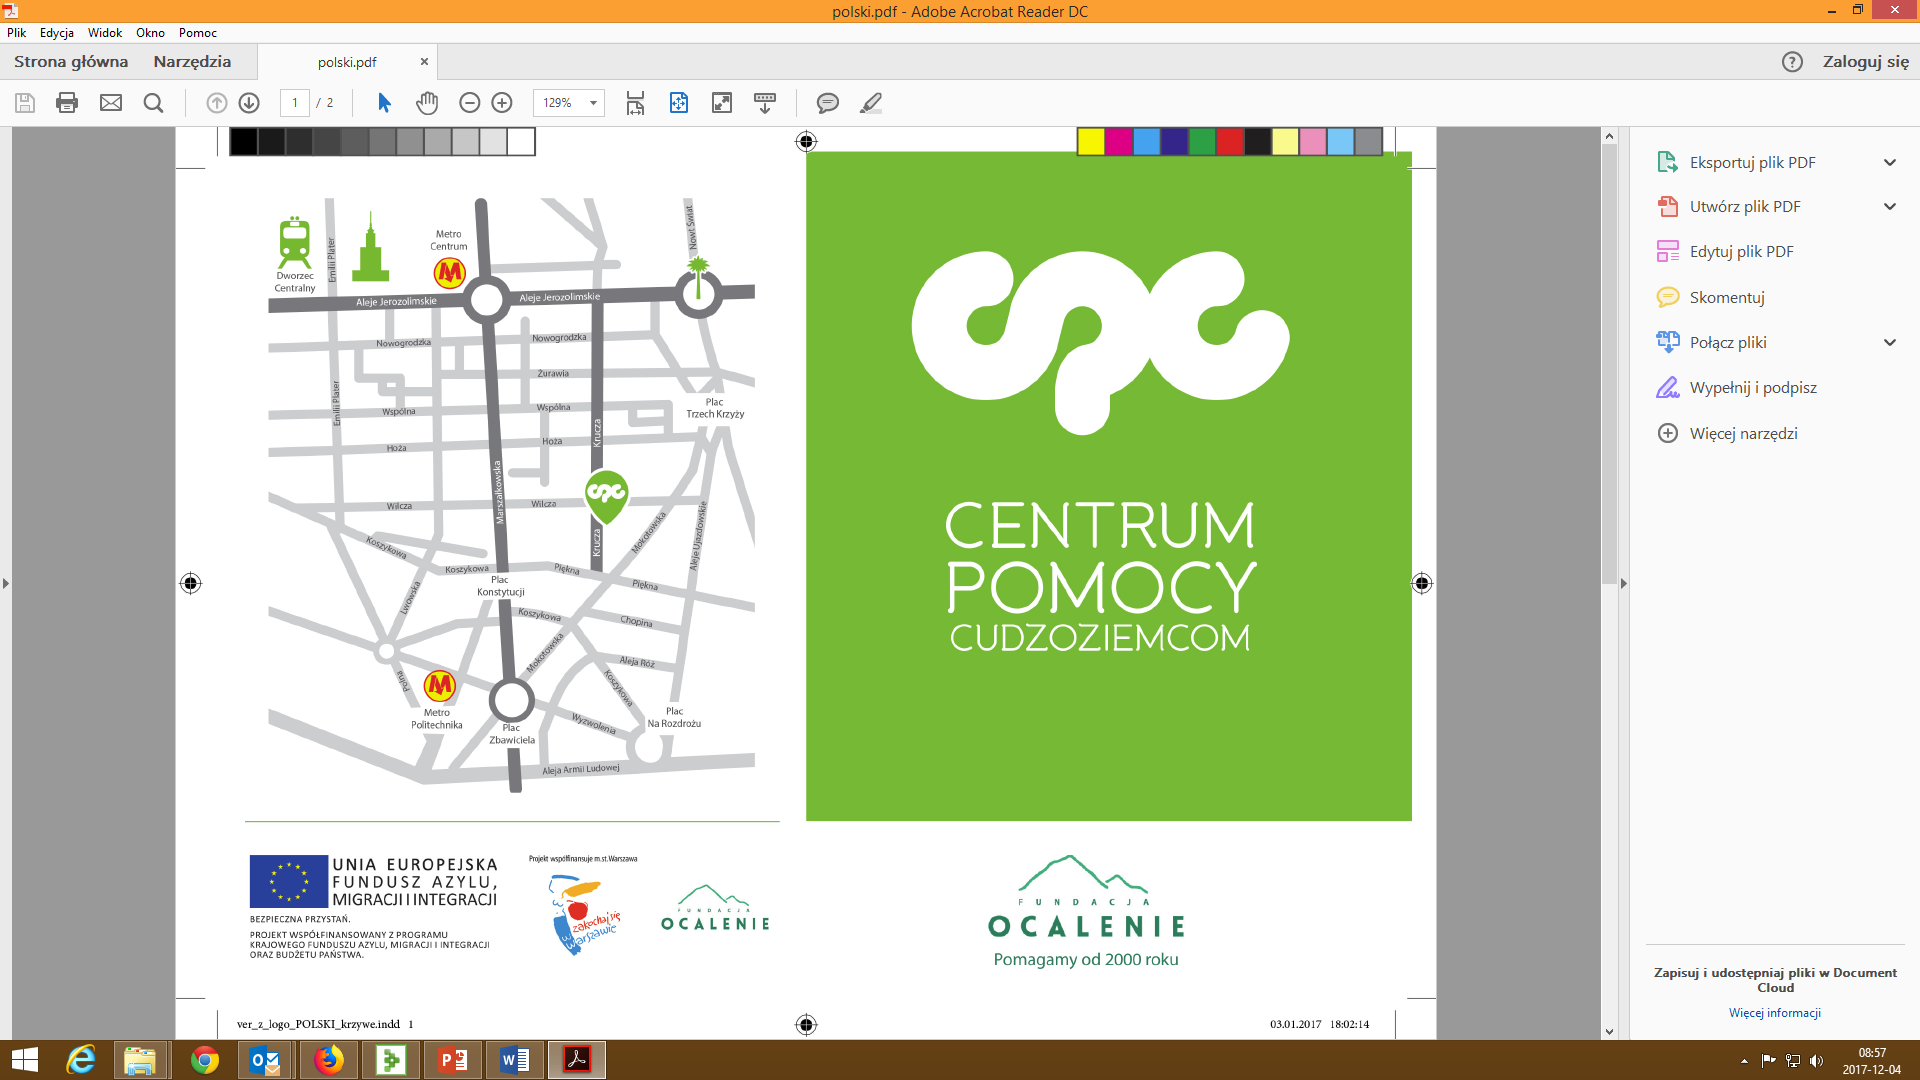 polski.pdf - Adobe Acrobat Reader DC
Plik Edycja Widok Okno Pomoc
Strona główna Narzędzia polski.pdf Zaloguj się
1 / 2 129%
Eksportuj plik PDF
Utwórz plik PDF
Edytuj plik PDF
Skomentuj
Połącz pliki
Wypełnij i podpisz
Więcej narzędzi
Zapisuj i udostępniaj pliki w Document
Cloud
Więcej informacji
Dworzec
Centralny
Emilii Plater
Metro
Centrum
M
Nowy Świat
Aleje Jerozolimskie
Aleje Jerozolimskie
Nowogrodzka
Nowogrodzka
Żurawia
Emilii Plater
Wspólna
Wspólna
Plac
Trzech Krzyży
Krucza
Hoża
Hoża
Marszałkowska
cpc
Wilcza
Wilcza
Krucza
Mokotowska
Aleje Ujazdowskie
Koszykowa
Koszykowa
Piękna
Piękna
Plac
Konstytucji
Lwowska
Koszykowa
Chopina
Mokotowska
Aleja Róż
Koszykowa
Polna
M
Metro
Politechnika
Plac
Zbawiciela
Wyzwolenia
Plac
Na Rozdrożu
Aleja Armii Ludowej
cpc
CENTRUM
POMOCY
CUDZOZIEMCOM
UNIA EUROPEJSKA
FUNDUSZ AZYLU,
MIGRACJI I INTEGRACJI
BEZPIECZNA PRZYSTAŃ.
PROJEKT WSPÓŁFINANSOWANY Z PROGRAMU
KRAJOWEGO FUNDUSZU AZYLU, MIGRACJI I INTEGRACJI
ORAZ BUDŻETU PAŃSTWA.
Projekt współfinansuje m.st.Warszawa
zakochaj się
w warszawie
FUNDACJA
OCALENIE
FUNDACJA
OCALENIE
Pomagamy od 2000 roku
ver_z_logo_POLSKI_krzywe.indd 1
03.01.2017 18:02:14
08:57
2017-12-04